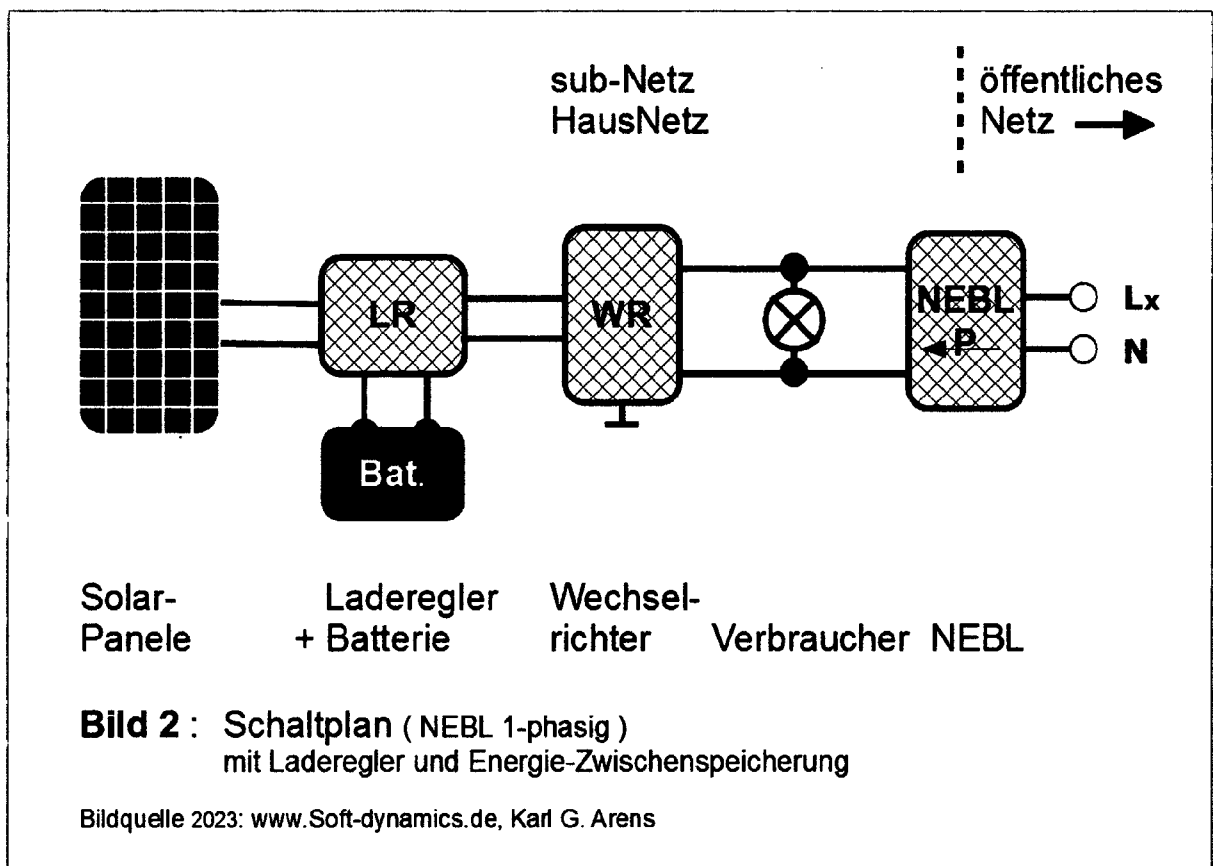 sub-Netz
HausNetz
öffentliches
Netz
LR
WR
NEBL
P
Lx
N
Bat.
Solar-
Panele
Laderegler
+ Batterie
Wechsel-
richter
Verbraucher
NEBL
Bild 2 : Schaltplan ( NEBL 1-phasig )
mit Laderegler und Energie-Zwischenspeicherung
Bildquelle 2023: www.Soft-dynamics.de, Karl G. Arens